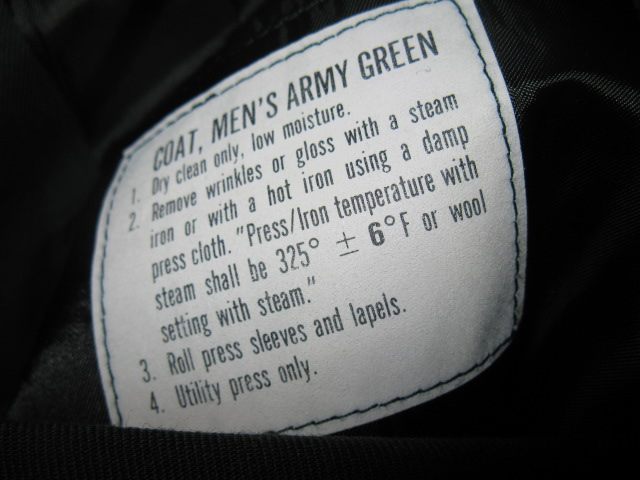 COAT, MEN'S ARMY GREEN
1. Dry clean only, low moisture.
2. Remove wrinkles or gloss with a steam
iron or with a hot iron using a damp
press cloth. "Press/Iron temperature with
steam shall be 325° ± 6°F or wool
setting with steam."
3. Roll press sleeves and lapels.
4. Utility press only.